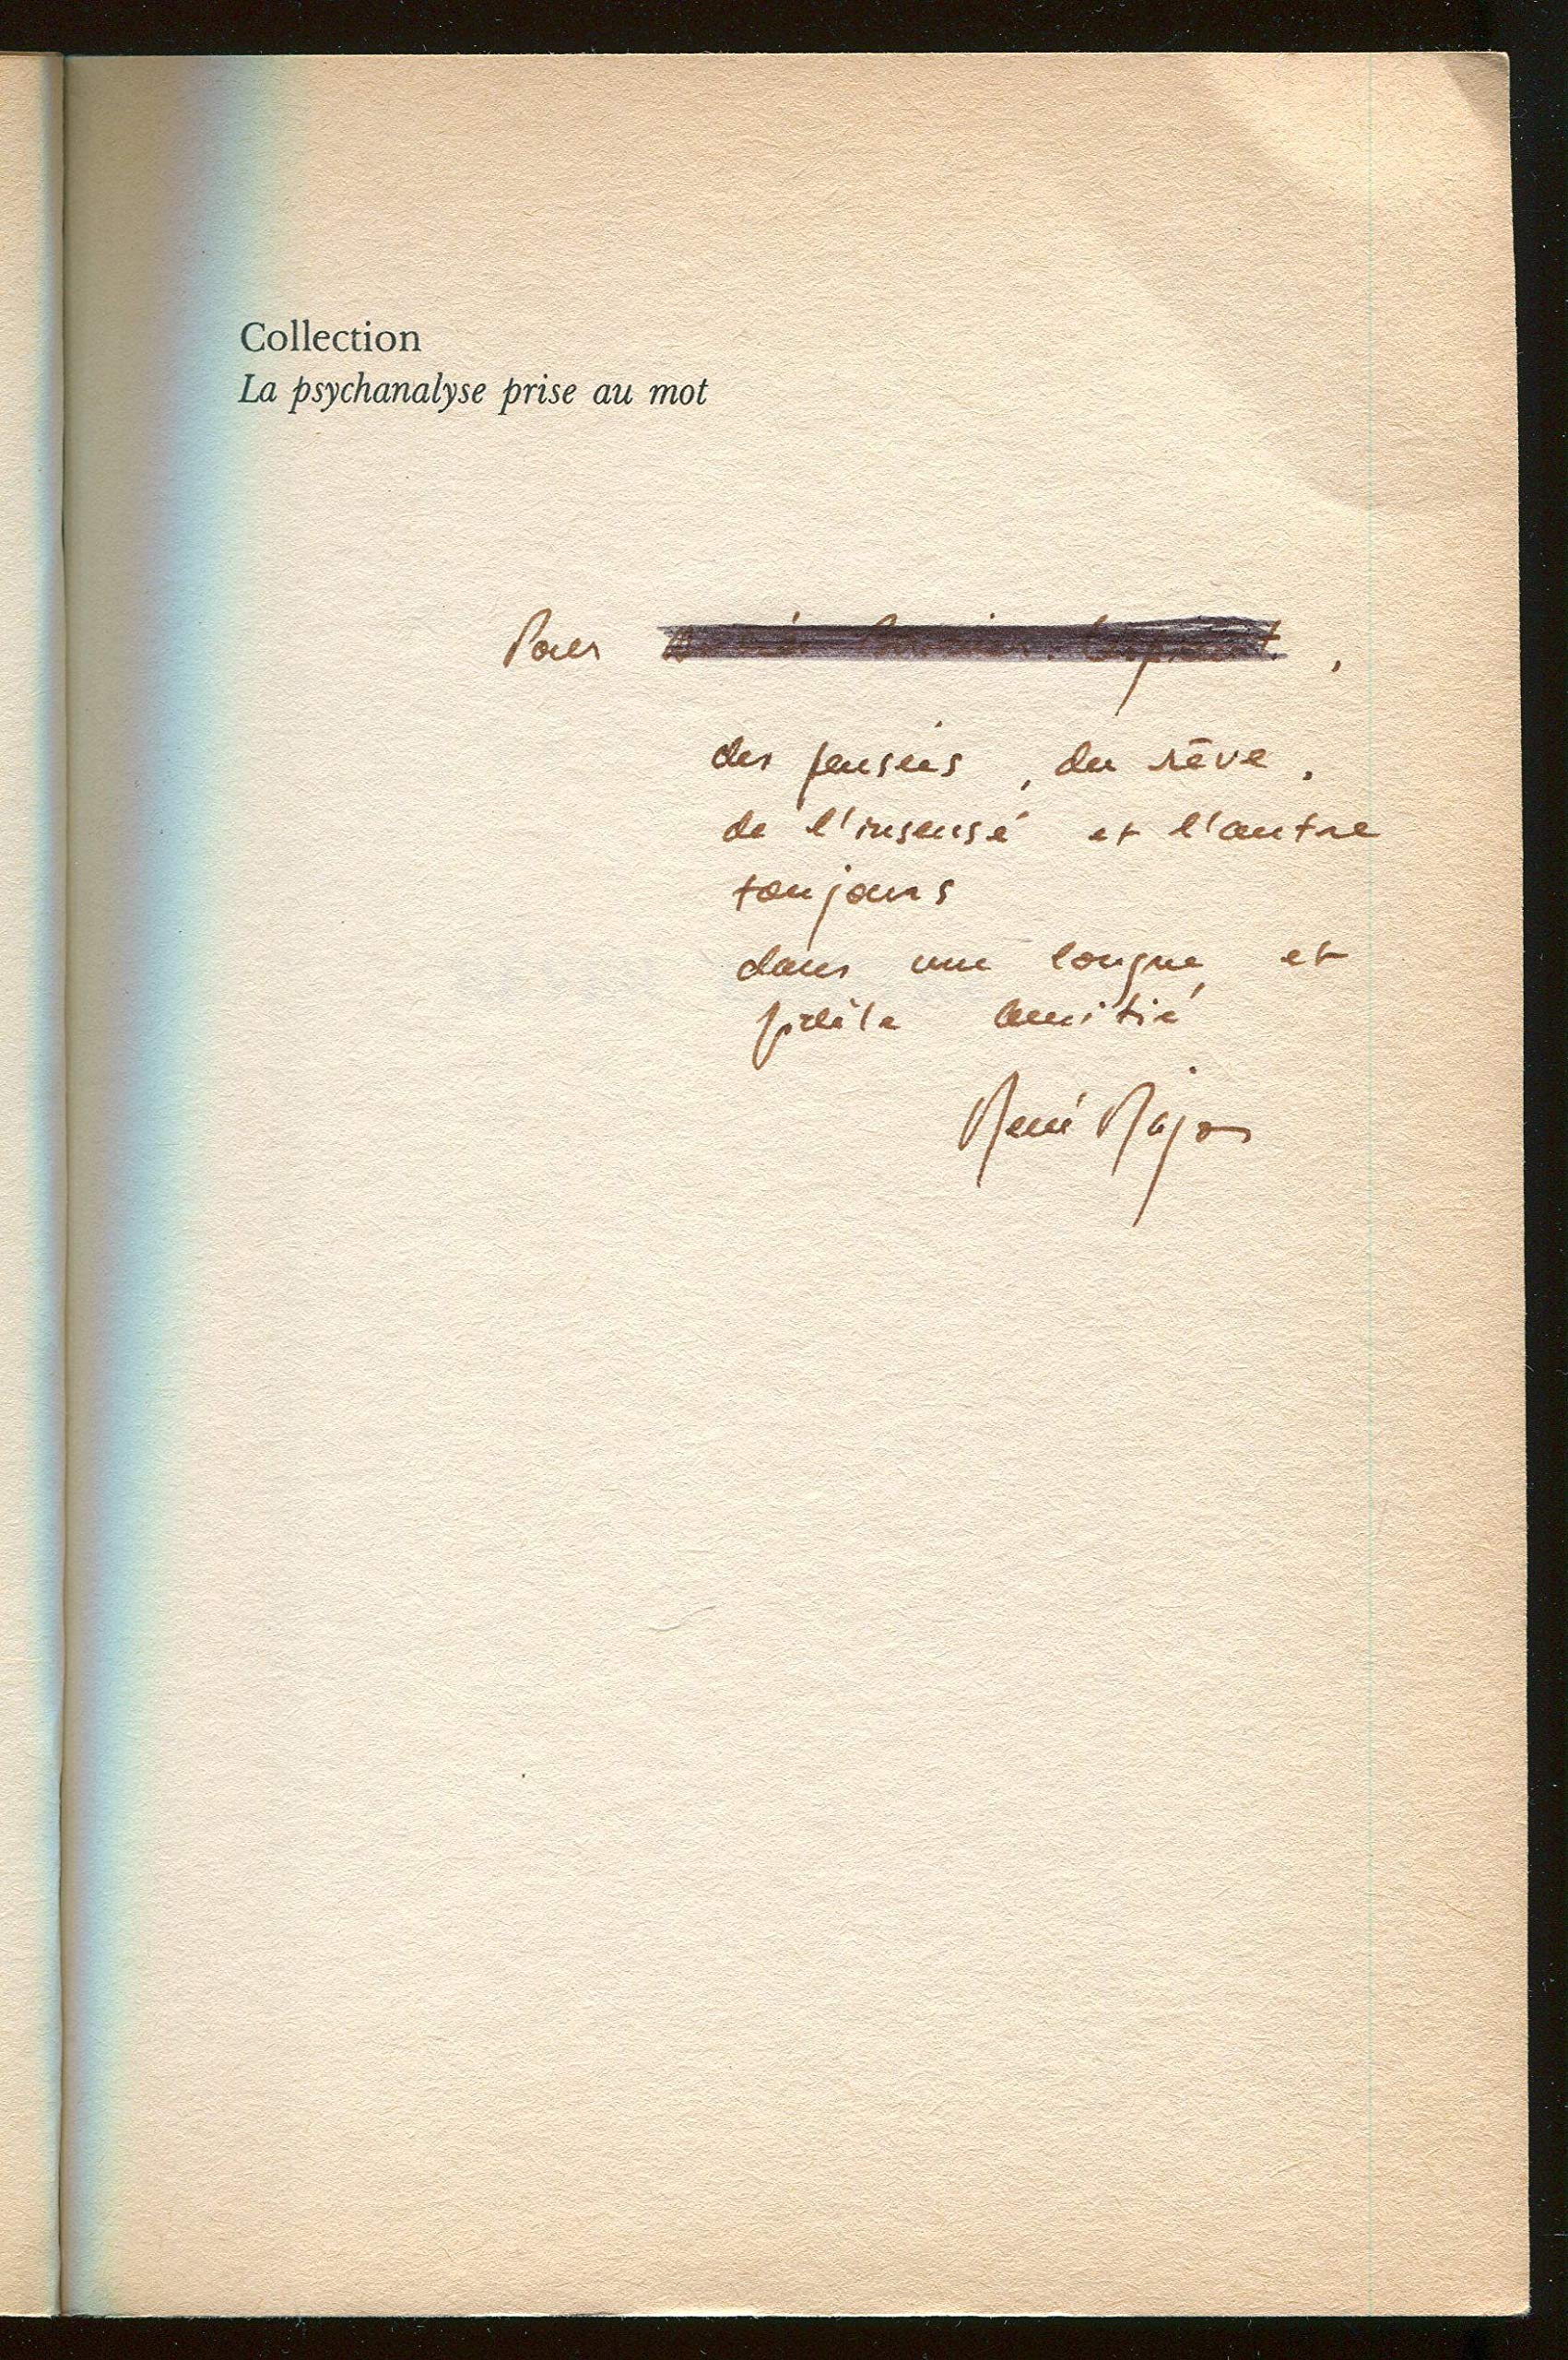 Collection
La psychanalyse prise au mot
Pour ,
des pensées, du rêve,
de l'insensé et l'autre
toujours
dans une longue et
fidèle amitié
René Major